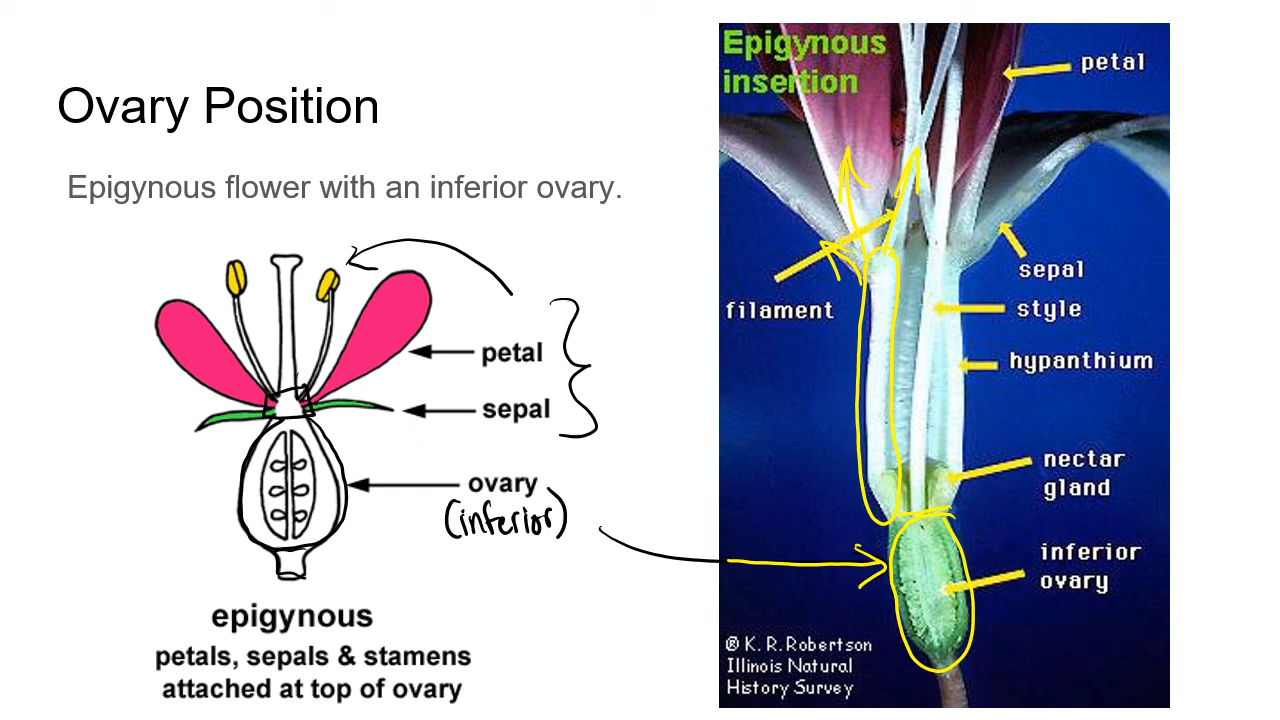 Ovary Position
Epigynous flower with an inferior ovary.
petal
sepal
ovary
(inferior)
epigynous
petals, sepals & stamens
attached at top of ovary
Epigynous
insertion
petal
sepal
filament
style
hypanthium
nectar
gland
inferior
ovary
® K. R. Robertson
Illinois Natural
History Survey